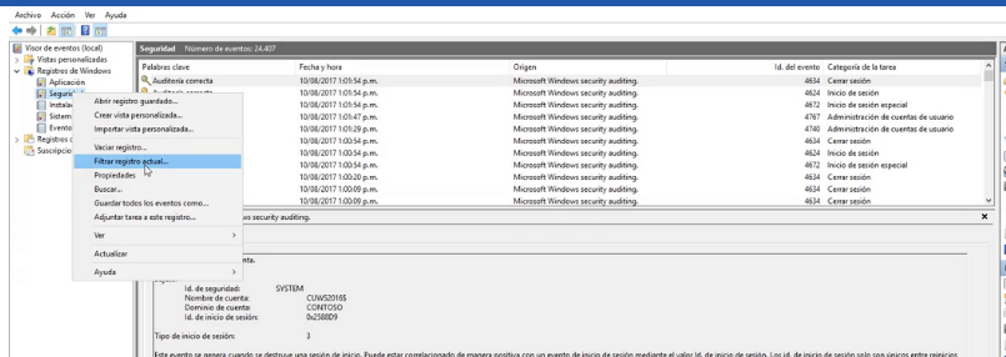 Archivo Acción Ver Ayuda
Visor de eventos (local)
Vistas personalizadas
Registros de Windows
Aplicación
Seguridad
Instala
Sistem
Evento
Registros
Suscripcio
Abrir registro guardado...
Crear vista personalizada...
Importar vista personalizada...
Vaciar registro...
Filtrar registro actual...
Propiedades
Buscar...
Guardar todos los eventos como...
Adjuntar tarea a este registro...
Ver
Actualizar
Ayuda
Seguridad Número de eventos: 24.407
Palabras clave Fecha y hora Origen Id. del evento Categoría de la tarea
Auditoría correcta 10/08/2017 1:01:54 p.m. Microsoft Windows security auditing. 4634 Cerrar sesión
Auditoría correcta 10/08/2017 1:01:54 p.m. Microsoft Windows security auditing. 4624 Inicio de sesión
10/08/2017 1:01:54 p.m. Microsoft Windows security auditing. 4672 Inicio de sesión especial
10/08/2017 1:01:47 p.m. Microsoft Windows security auditing. 4767 Administración de cuentas de usuario
10/08/2017 1:01:29 p.m. Microsoft Windows security auditing. 4740 Administración de cuentas de usuario
10/08/2017 1:00:54 p.m. Microsoft Windows security auditing. 4634 Cerrar sesión
10/08/2017 1:00:54 p.m. Microsoft Windows security auditing. 4624 Inicio de sesión
10/08/2017 1:00:54 p.m. Microsoft Windows security auditing. 4672 Inicio de sesión especial
10/08/2017 1:00:20 p.m. Microsoft Windows security auditing. 4634 Cerrar sesión
10/08/2017 1:00:09 p.m. Microsoft Windows security auditing. 4634 Cerrar sesión
10/08/2017 1:00:09 p.m. Microsoft Windows security auditing. 4634 Cerrar sesión
ws security auditing.
nta.
Id. de seguridad: SYSTEM
Nombre de cuenta: CUWS2016$
Dominio de cuenta: CONTOSO
Id. de inicio de sesión: 0x2588D9
Tipo de inicio de sesión: 3
Este evento se genera cuando se destruye una sesión de inicio. Puede estar correlacionado de manera positiva con un evento de inicio de sesión mediante el valor Id. de inicio de sesión. Los id. de inicio de sesión solo son únicos entre reinicios